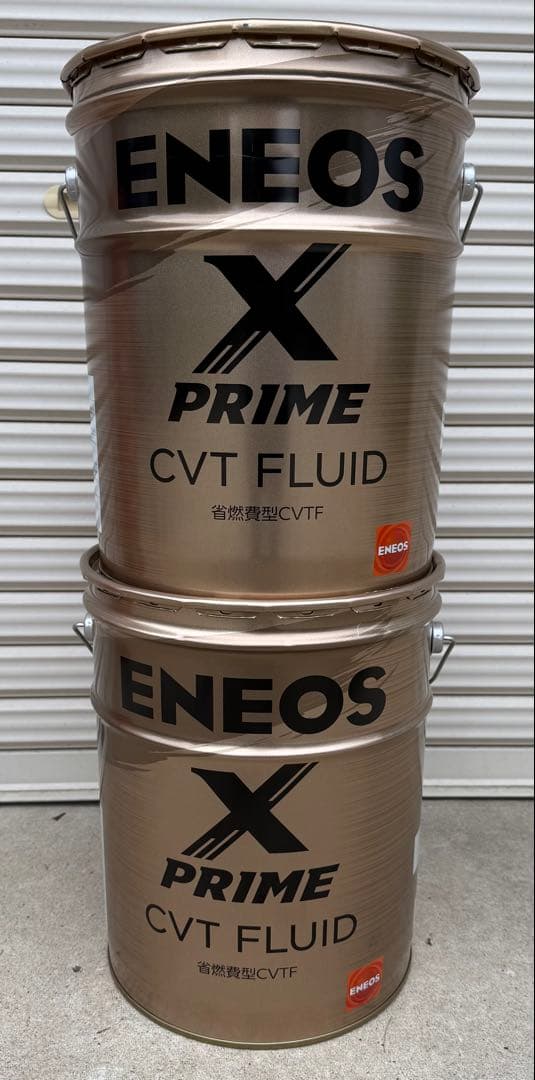 ENEOS
X
PRIME
CVT FLUID
省燃費型CVTF
ENEOS
ENEOS
X
PRIME
CVT FLUID
省燃費型CVTF
ENEOS